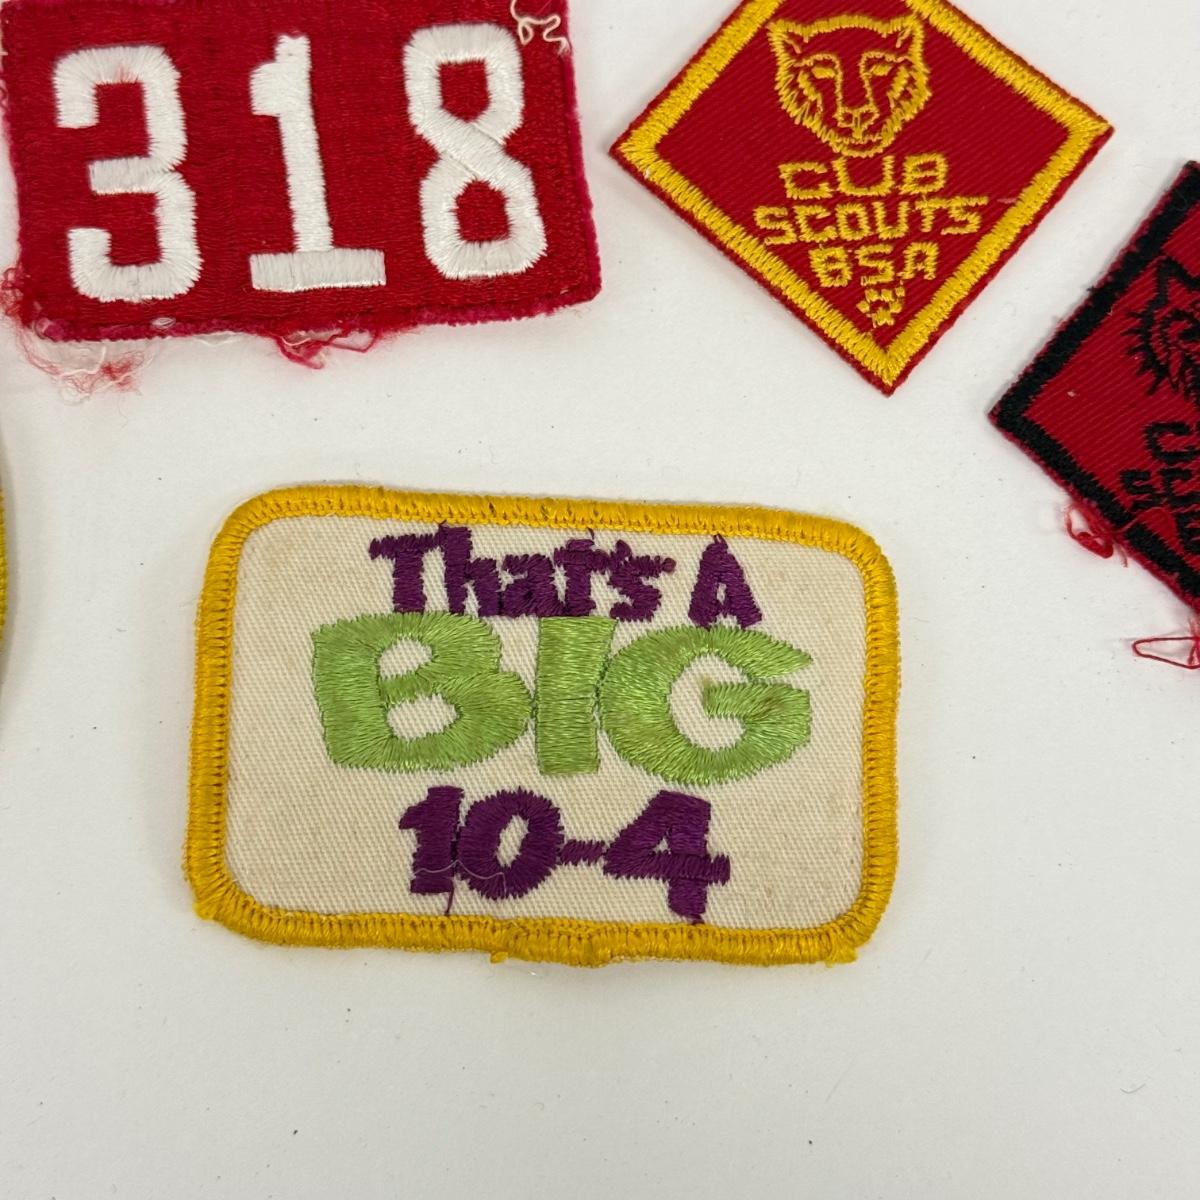 318
CUB
SCOUTS
BSA
That's A
BIG
10-4